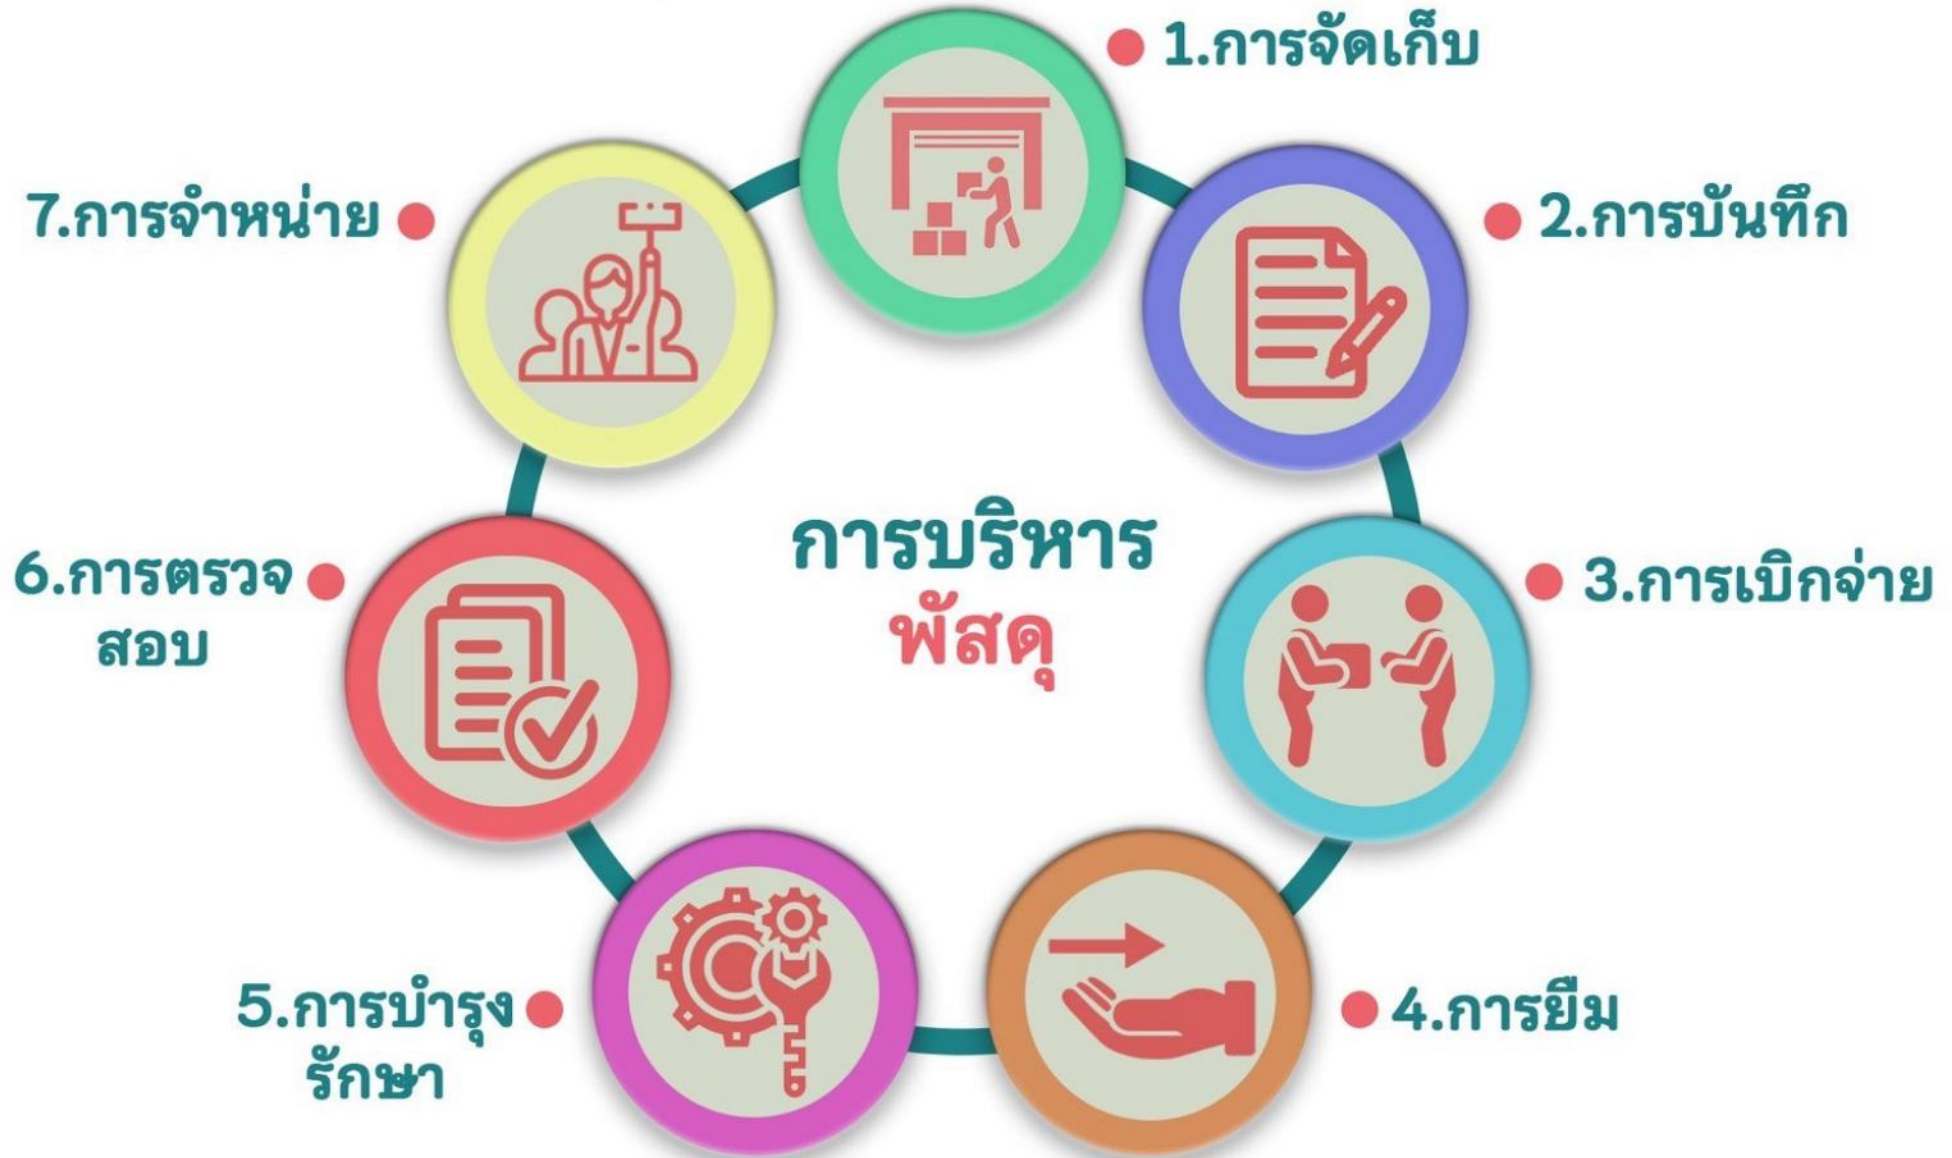 การบริหาร
พัสดุ
1.การจัดเก็บ
2.การบันทึก
3.การเบิกจ่าย
4.การยืม
5.การบำรุง
รักษา
6.การตรวจ
สอบ
7.การจำหน่าย